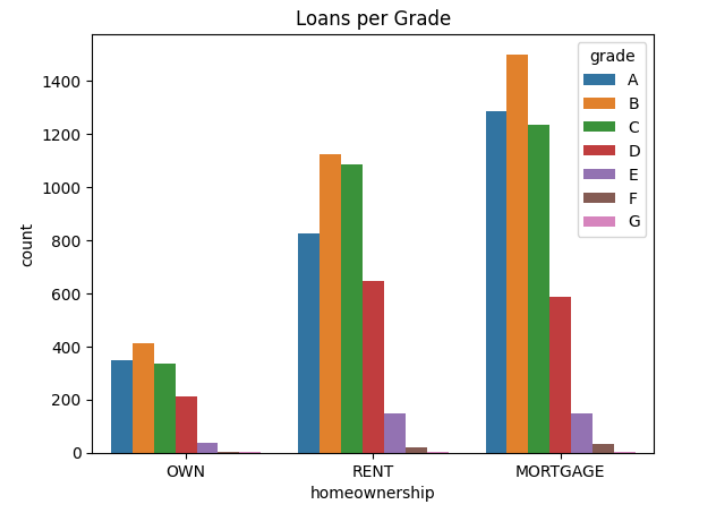 Loans per Grade
grade
A
B
C
D
E
F
G
count
1400
1200
1000
800
600
400
200
0
OWN RENT MORTGAGE
homeownership